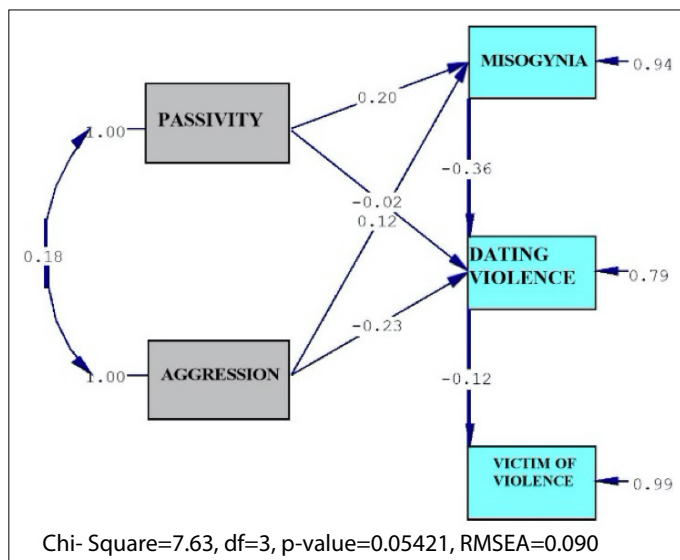 MISOGYNIA
0.94
0.20
PASSIVITY
1.00
-0.36
-0.02
0.12
0.18
DATING
VIOLENCE
0.79
-0.23
AGGRESSION
1.00
-0.12
VICTIM OF
VIOLENCE
0.99
Chi- Square=7.63, df=3, p-value=0.05421, RMSEA=0.090